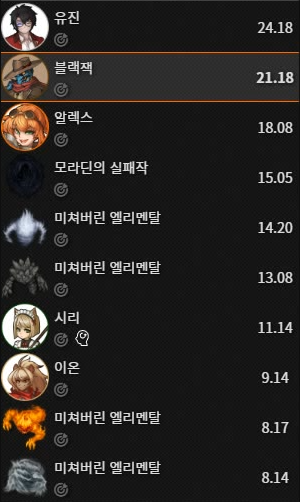 유진
24.18
블랙잭
21.18
알렉스
18.08
모라딘의 실패작
15.05
미쳐버린 엘리멘탈
14.20
미쳐버린 엘리멘탈
13.08
시리
11.14
이온
9.14
미쳐버린 엘리멘탈
8.17
미쳐버린 엘리멘탈
8.14